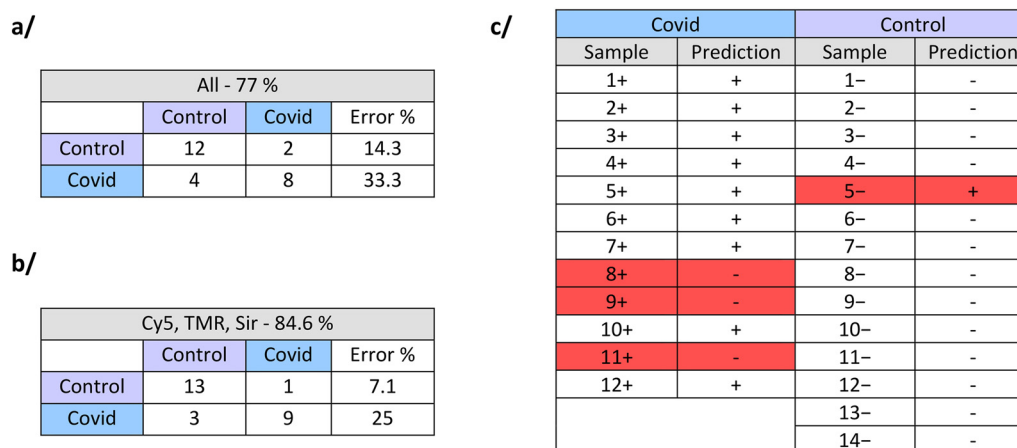 a/
All - 77 %
Control Covid Error %
Control 12 2 14.3
Covid 4 8 33.3
b/
Cy5, TMR, Sir - 84.6 %
Control Covid Error %
Control 13 1 7.1
Covid 3 9 25
c/
Covid Control
Sample Prediction Sample Prediction
1+ + 1− -
2+ + 2− -
3+ + 3− -
4+ + 4− -
5+ + 5− +
6+ + 6− -
7+ + 7− -
8+ - 8− -
9+ - 9− -
10+ + 10− -
11+ - 11− -
12+ + 12− -
13− -
14− -